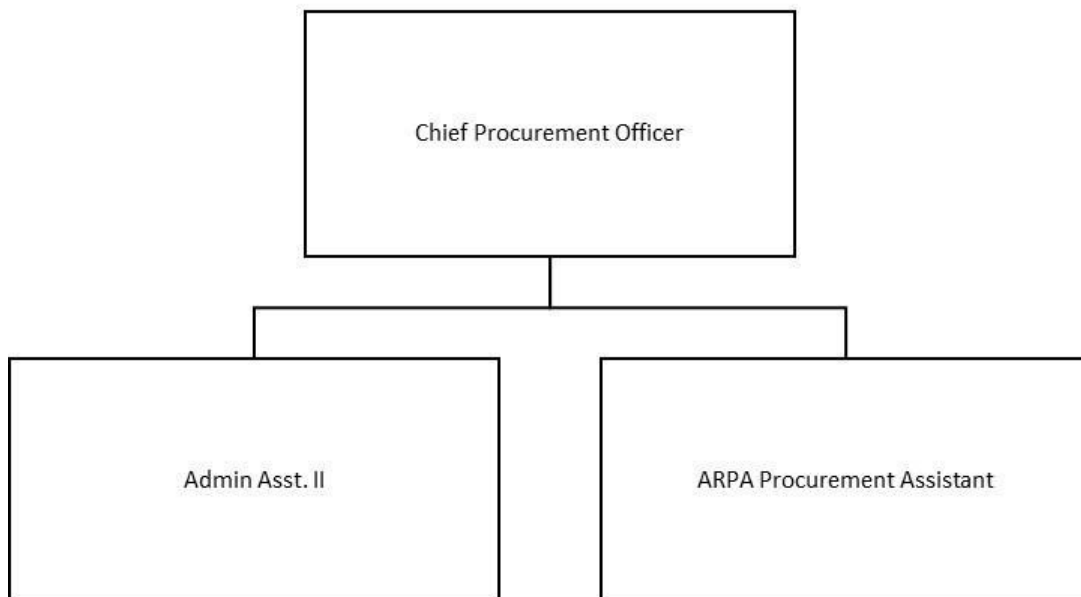 Chief Procurement Officer
Admin Asst. II
ARPA Procurement Assistant